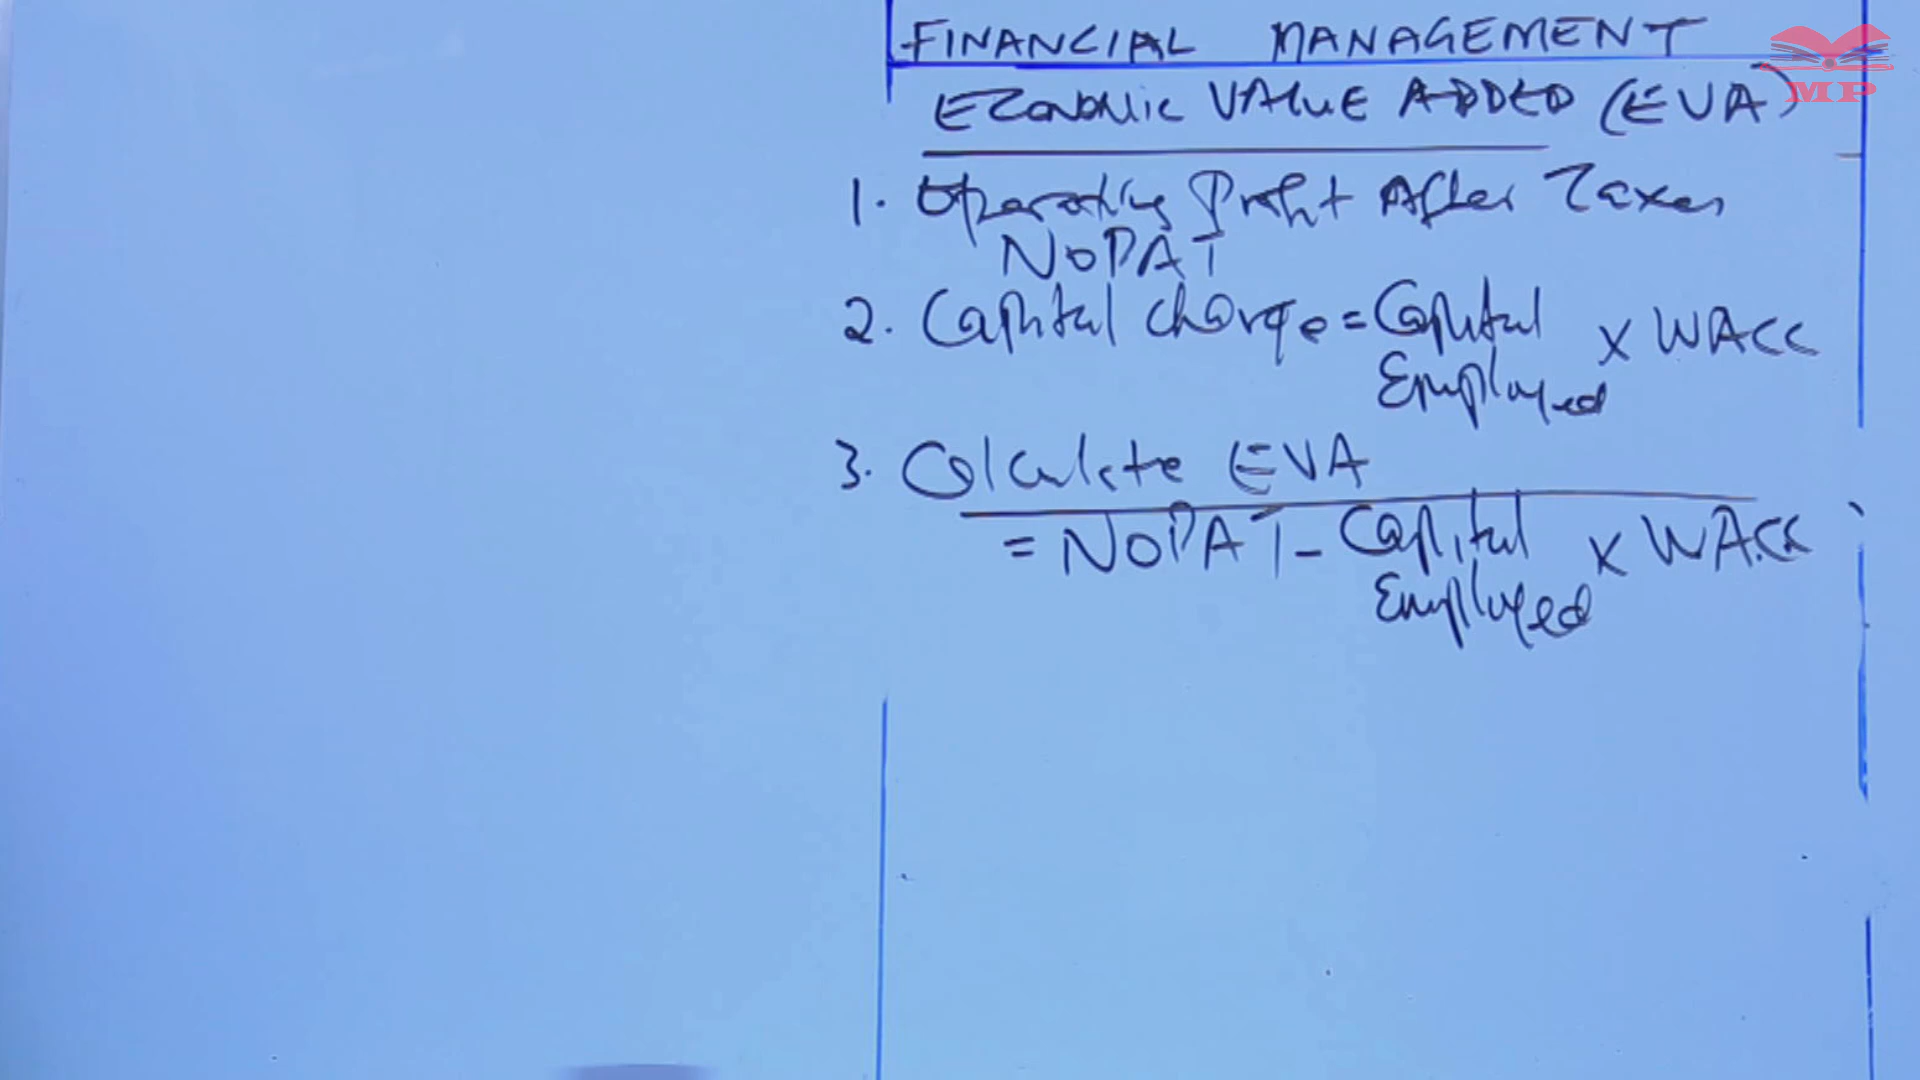 FINANCIAL MANAGEMENT
ECONOMIC VALUE ADDED (EVA)
MP
1. Operating Profit After Taxes
NOPAT
2. Capital Charge = Capital Employed x WACC
3. Calculate EVA
= NOPAT - Capital Employed x WACC